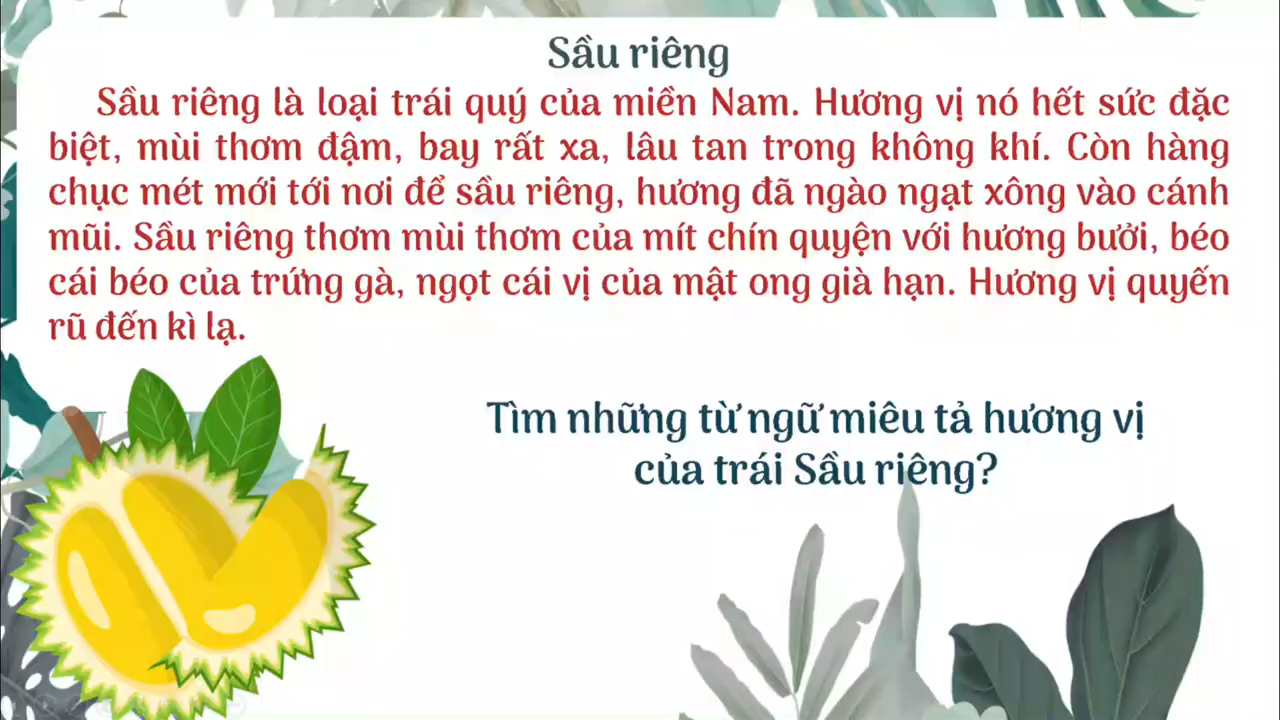 Sầu riêng
Sầu riêng là loại trái quý của miền Nam. Hương vị nó hết sức đặc
biệt, mùi thơm đậm, bay rất xa, lâu tan trong không khí. Còn hàng
chục mét mới tới nơi để sầu riêng, hương đã ngào ngạt xông vào cánh
mũi. Sầu riêng thơm mùi thơm của mít chín quyện với hương bưởi, béo
cái béo của trứng gà, ngọt cái vị của mật ong già hạn. Hương vị quyến
rũ đến kì lạ.
Tìm những từ ngữ miêu tả hương vị
của trái Sầu riêng?